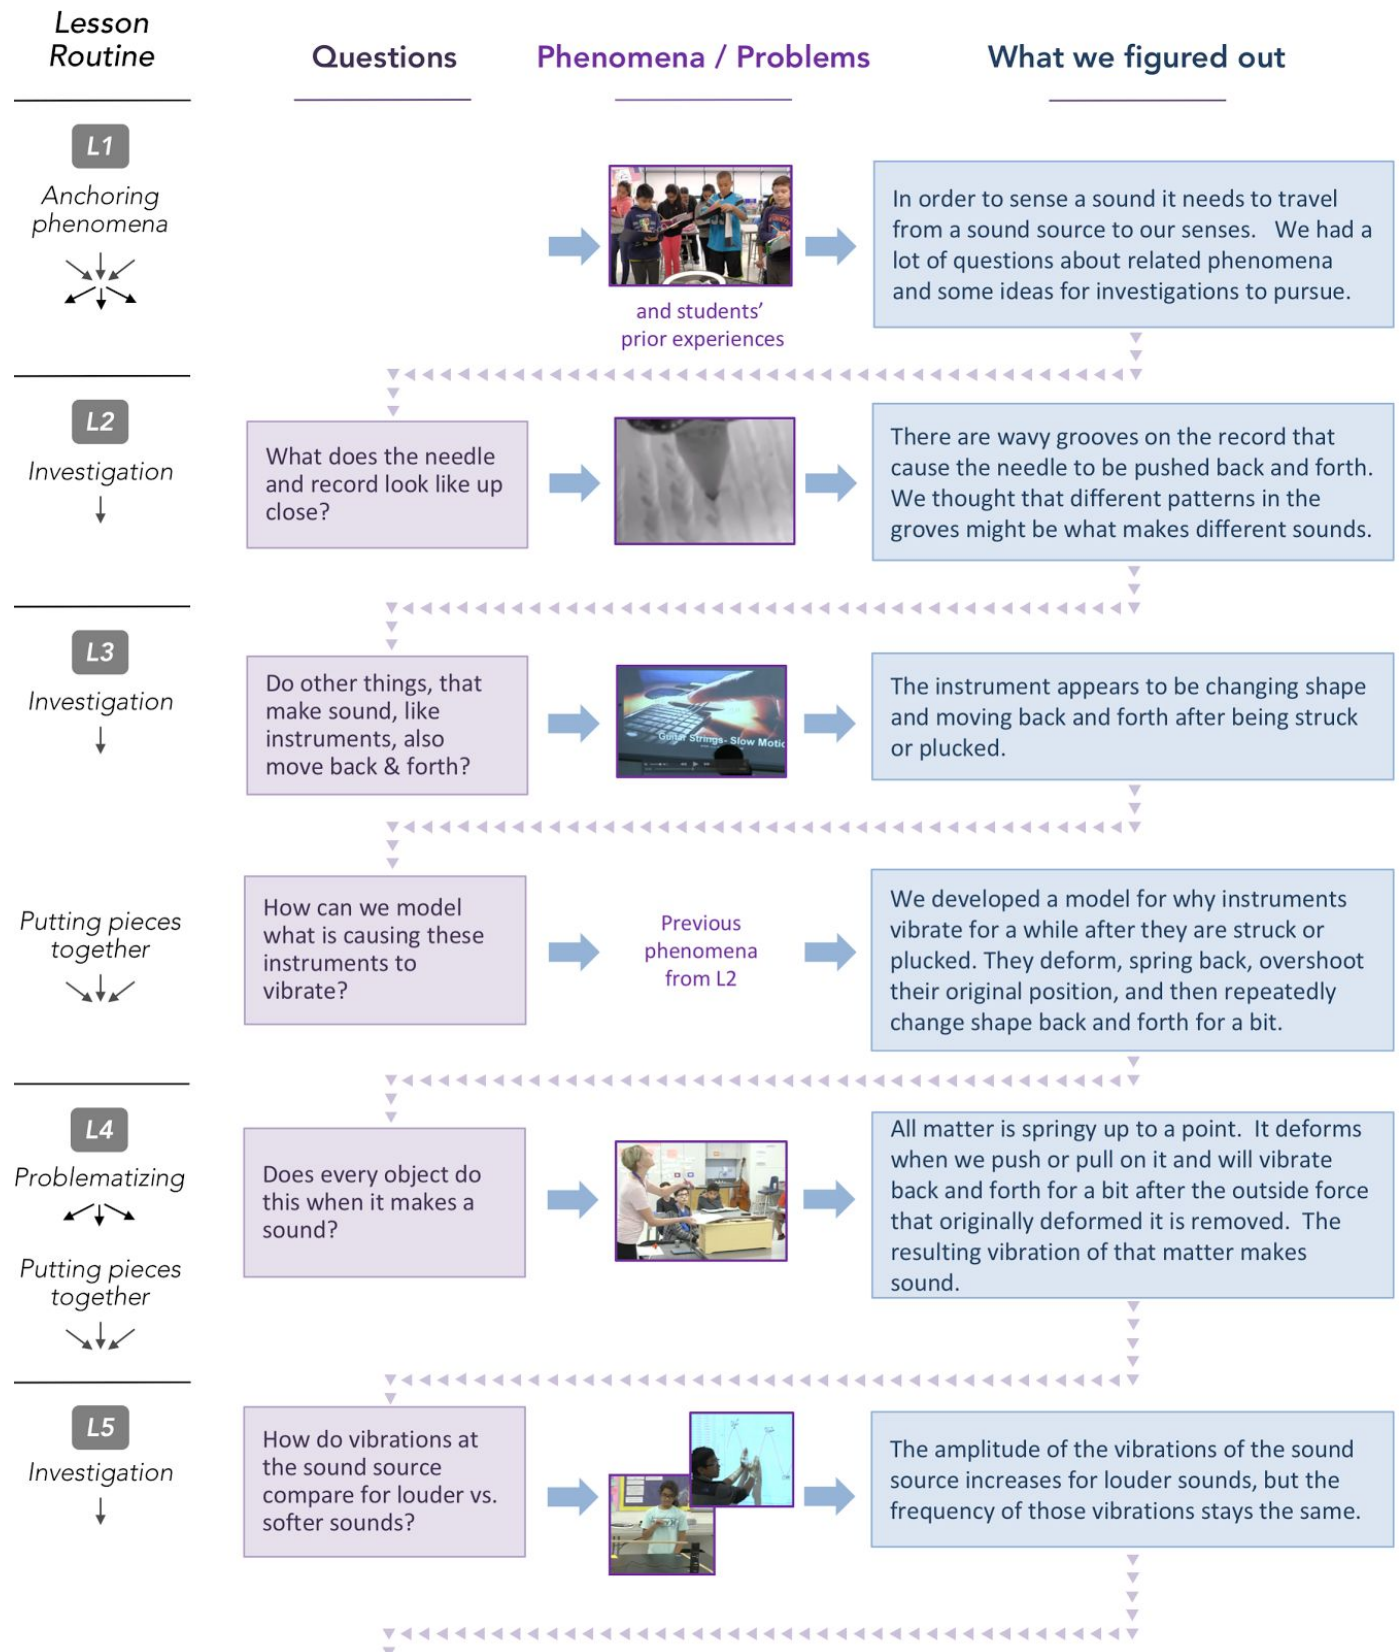 Lesson
Routine
Questions
Phenomena / Problems
What we figured out
L1
Anchoring
phenomena
and students’
prior experiences
In order to sense a sound it needs to travel
from a sound source to our senses. We had a
lot of questions about related phenomena
and some ideas for investigations to pursue.
L2
Investigation
What does the needle
and record look like up
close?
There are wavy grooves on the record that
cause the needle to be pushed back and forth.
We thought that different patterns in the
groves might be what makes different sounds.
L3
Investigation
Do other things, that
make sound, like
instruments, also
move back & forth?
Guitar Strings- Slow Motic
The instrument appears to be changing shape
and moving back and forth after being struck
or plucked.
Putting pieces
together
How can we model
what is causing these
instruments to
vibrate?
Previous
phenomena
from L2
We developed a model for why instruments
vibrate for a while after they are struck or
plucked. They deform, spring back, overshoot
their original position, and then repeatedly
change shape back and forth for a bit.
L4
Problematizing
Putting pieces
together
Does every object do
this when it makes a
sound?
All matter is springy up to a point. It deforms
when we push or pull on it and will vibrate
back and forth for a bit after the outside force
that originally deformed it is removed. The
resulting vibration of that matter makes
sound.
L5
Investigation
How do vibrations at
the sound source
compare for louder vs.
softer sounds?
The amplitude of the vibrations of the sound
source increases for louder sounds, but the
frequency of those vibrations stays the same.